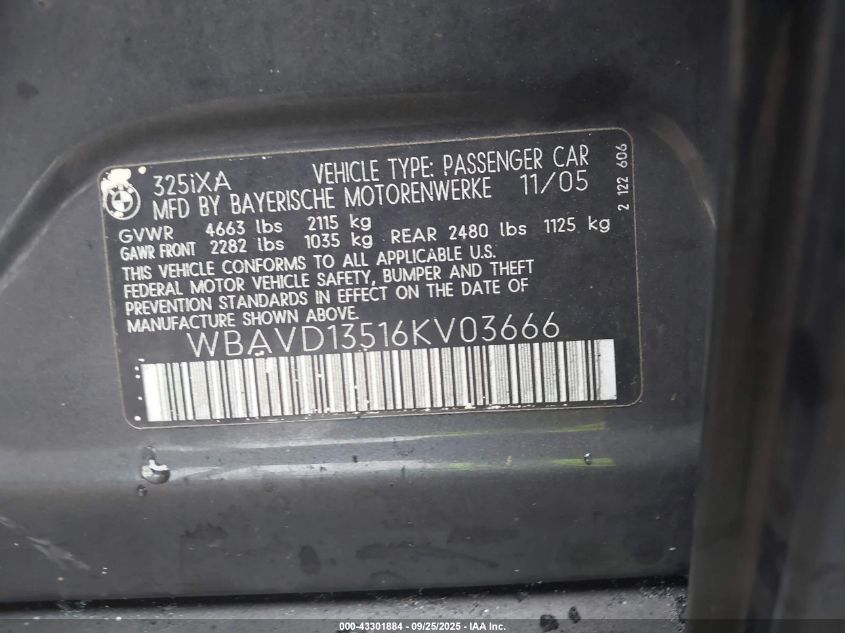 325iXA VEHICLE TYPE: PASSENGER CAR
MFD BY BAYERISCHE MOTORENWERKE 11/05
GVWR 4663 lbs 2115 kg
GAWR FRONT 2282 lbs 1035 kg REAR 2480 lbs 1125 kg
THIS VEHICLE CONFORMS TO ALL APPLICABLE U.S.
FEDERAL MOTOR VEHICLE SAFETY, BUMPER AND THEFT
PREVENTION STANDARDS IN EFFECT ON THE DATE OF
MANUFACTURE SHOWN ABOVE.
WBAVD13516KV03666
2 122 606
000-43301884 / 09/25/2025 - IAA Inc.